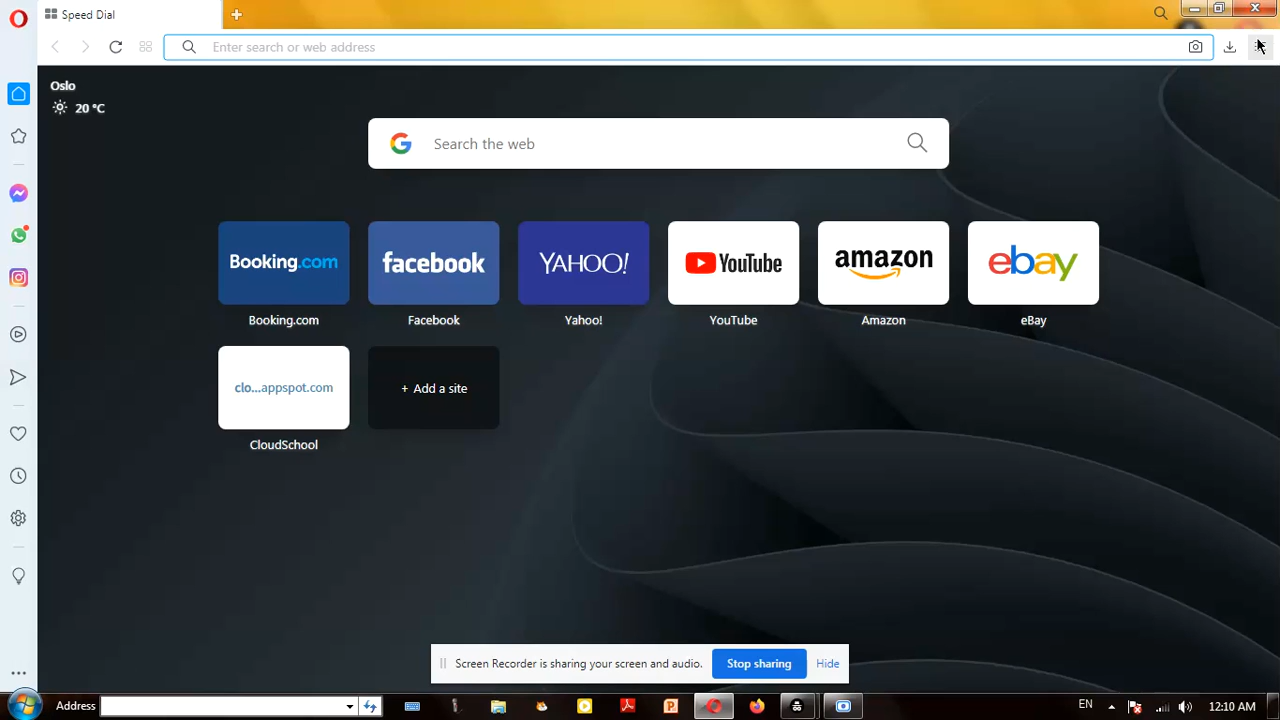 Speed Dial
Enter search or web address
Oslo
20 °C
Search the web
Booking.com
facebook
YAHOO!
YouTube
amazon
ebay
Booking.com
Facebook
Yahoo!
YouTube
Amazon
eBay
clo...appspot.com
+ Add a site
CloudSchool
Screen Recorder is sharing your screen and audio.
Stop sharing
Hide
Address
EN
12:10 AM